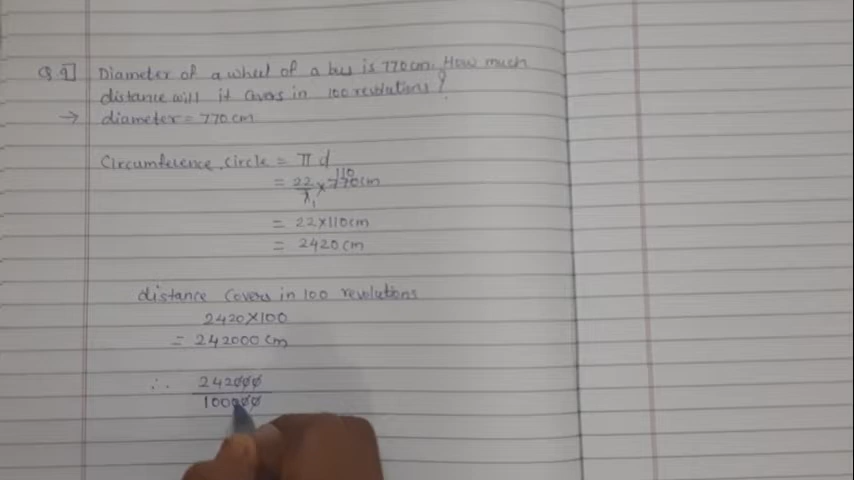 Q 9] Diameter of a wheel of a bus is 770 cm. How much
distance will it covers in 100 revolutions?
→ diameter = 770 cm
Circumference circle = π d
110
= 22/7 × 770 cm
1
= 22 × 110 cm
= 2420 cm
distance covers in 100 revolutions
2420 × 100
= 242000 cm
∴ 242000
100000